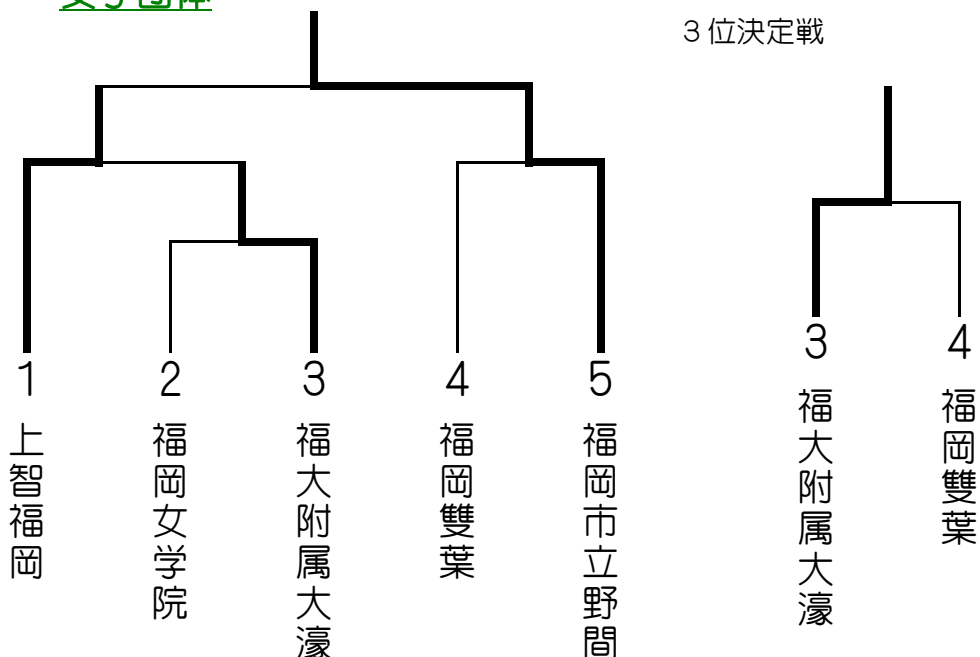 女子団体
３位決定戦
1
2
3
4
5
上智福岡
福岡女学院
福大附属大濠
福岡雙葉
福岡市立野間
3
4
福大附属大濠
福岡雙葉